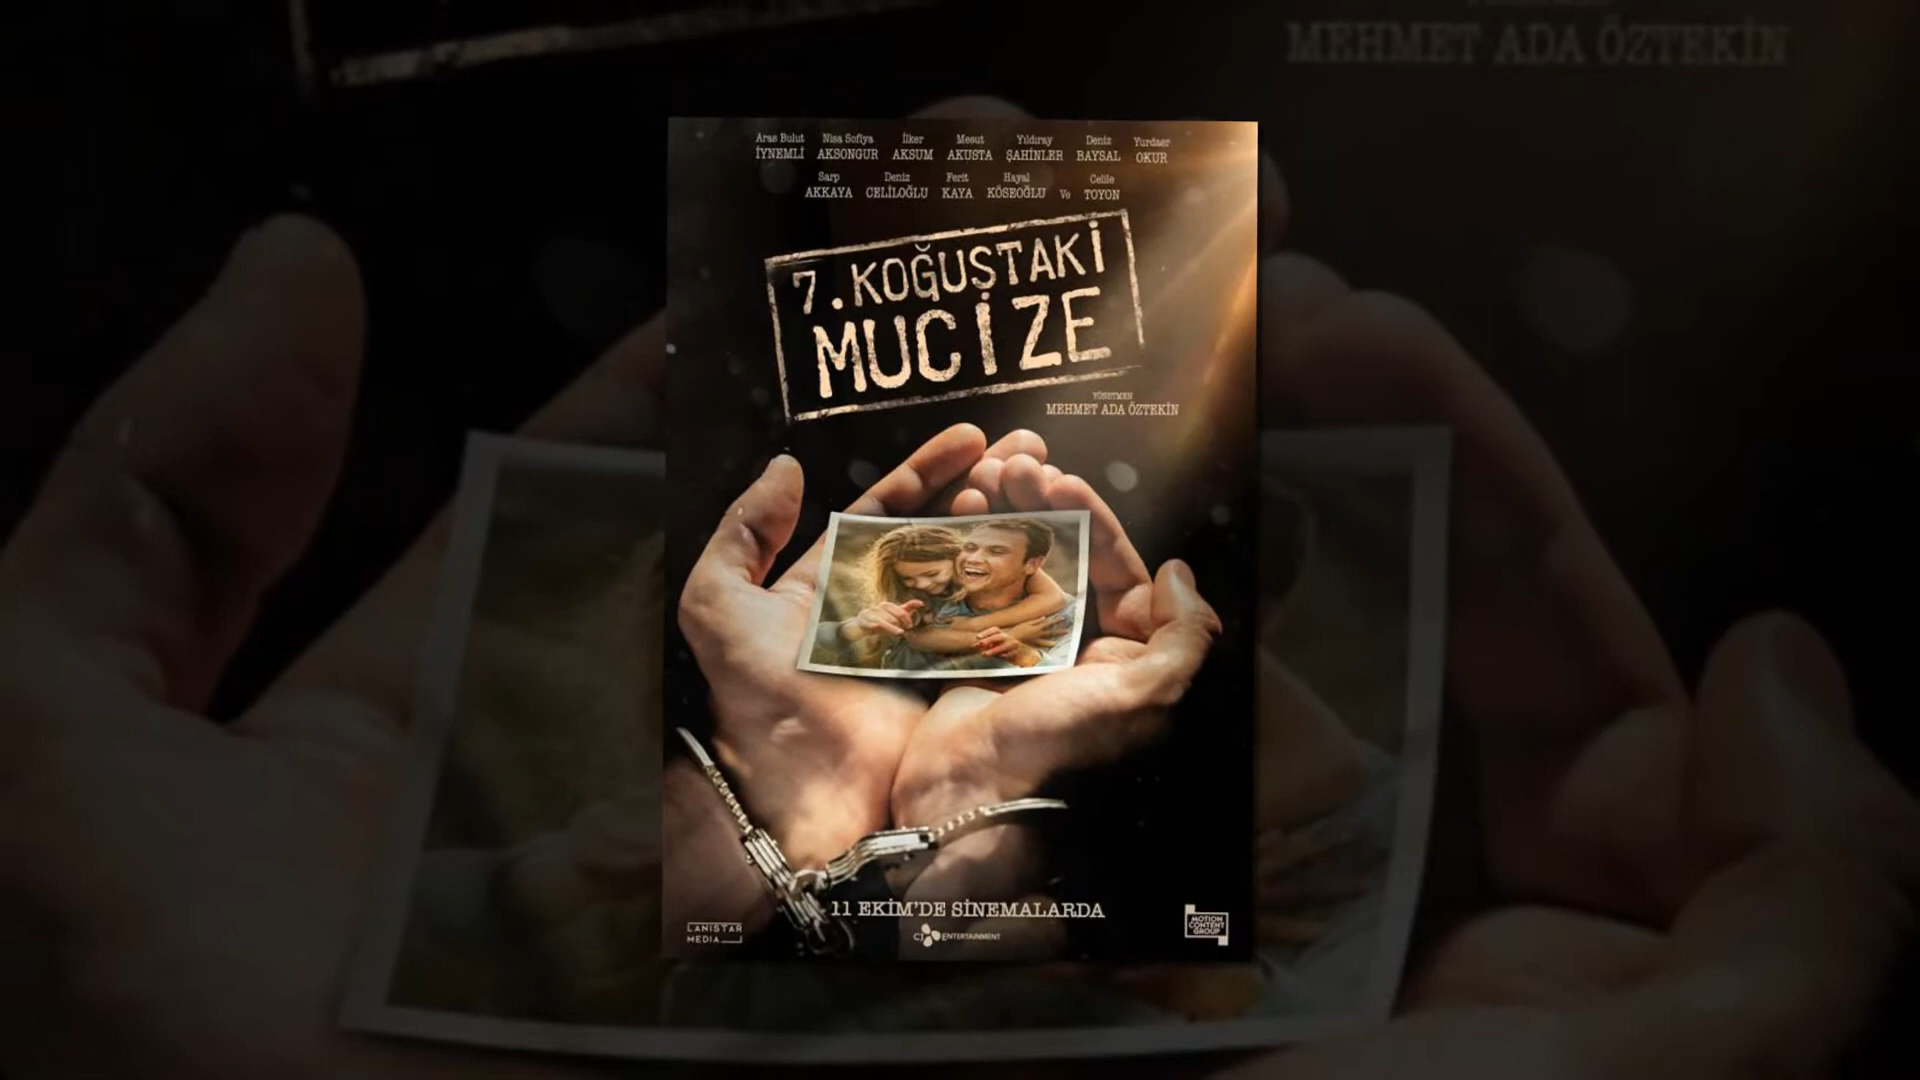 MEHMET ADA ÖZTEKİN
Aras Bulut İYNEMLİ Nisa Sofiya AKSONGUR İlker AKSUM Mesut AKUSTA Yıldıray ŞAHİNLER Deniz BAYSAL Yurdaer OKUR
Sarp AKKAYA Deniz CELİLOĞLU Ferit KAYA Hayal KÖSEOĞLU Ve Celile TOYON
7. KOĞUŞTAKİ
MUCİZE
YÖNETMEN
MEHMET ADA ÖZTEKİN
11 EKİM'DE SİNEMALARDA
LANISTAR
MEDIA
CJ ENTERTAINMENT
MOTION
CONTENT
GROUP